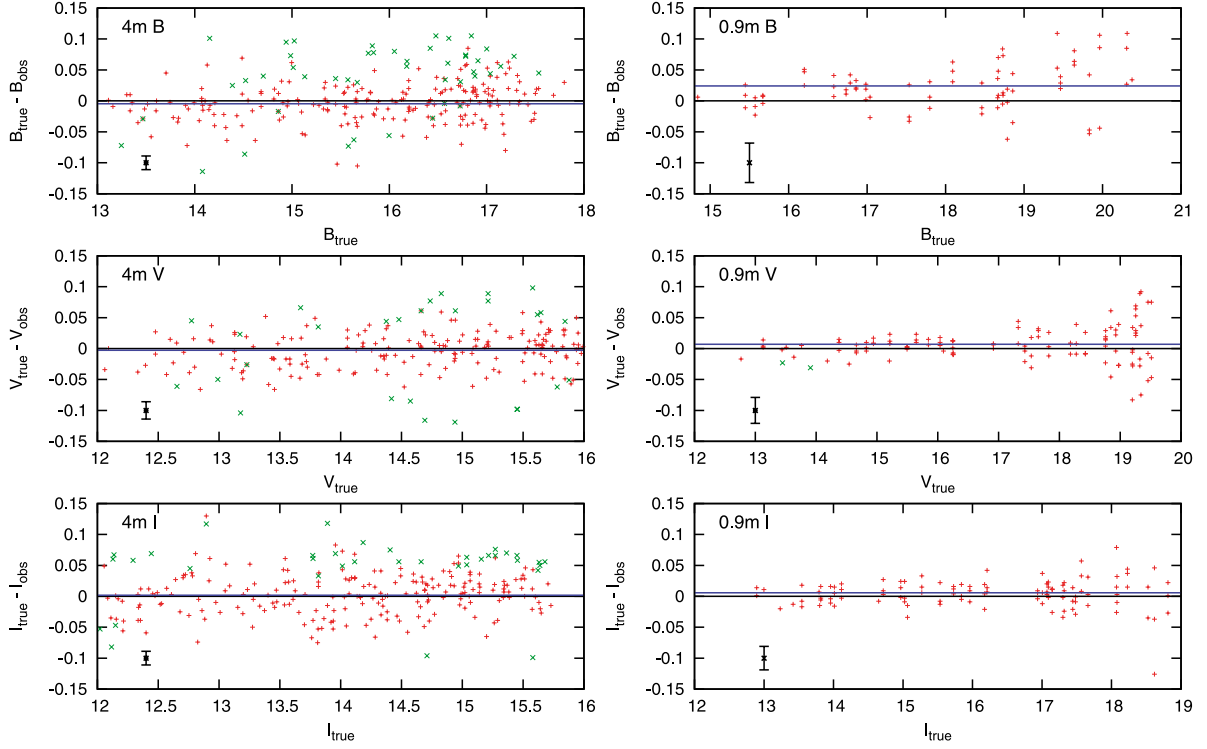 4m B
B_true - B_obs
0.15
0.1
0.05
0
-0.05
-0.1
-0.15
13 14 15 16 17 18
B_true
0.9m B
B_true - B_obs
0.15
0.1
0.05
0
-0.05
-0.1
-0.15
15 16 17 18 19 20 21
B_true
4m V
V_true - V_obs
0.15
0.1
0.05
0
-0.05
-0.1
-0.15
12 12.5 13 13.5 14 14.5 15 15.5 16
V_true
0.9m V
V_true - V_obs
0.15
0.1
0.05
0
-0.05
-0.1
-0.15
13 14 15 16 17 18 19 20
V_true
4m I
I_true - I_obs
0.15
0.1
0.05
0
-0.05
-0.1
-0.15
12 12.5 13 13.5 14 14.5 15 15.5 16
I_true
0.9m I
I_true - I_obs
0.15
0.1
0.05
0
-0.05
-0.1
-0.15
12 13 14 15 16 17 18 19
I_true